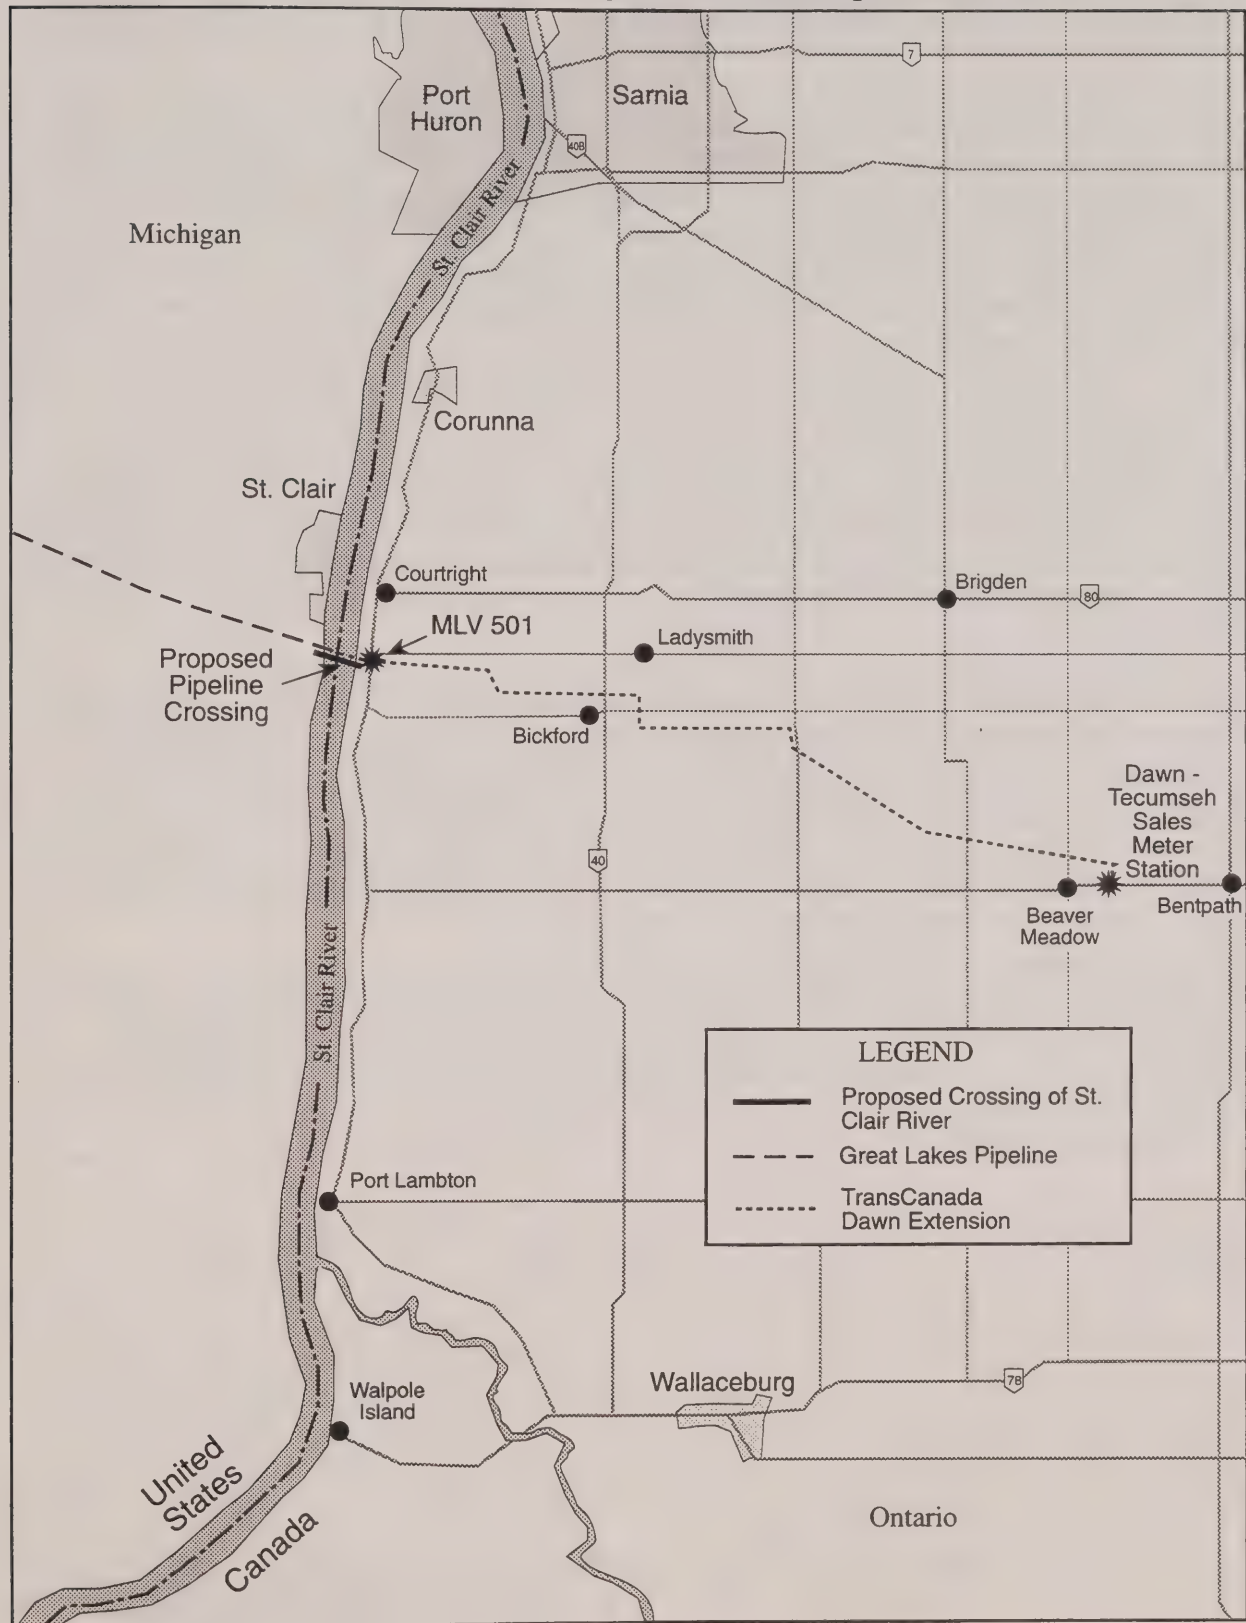 7
Port
Huron
Sarnia
40B
St. Clair River
Michigan
Corunna
St. Clair
Courtright
Brigden
80
MLV 501
Ladysmith
Proposed
Pipeline
Crossing
Bickford
Dawn -
Tecumseh
Sales
Meter
Station
40
Beaver
Meadow
Bentpath
St. Clair River
LEGEND
Proposed Crossing of St.
Clair River
Great Lakes Pipeline
TransCanada
Dawn Extension
Port Lambton
Walpole
Island
Wallaceburg
78
United
States
Canada
Ontario